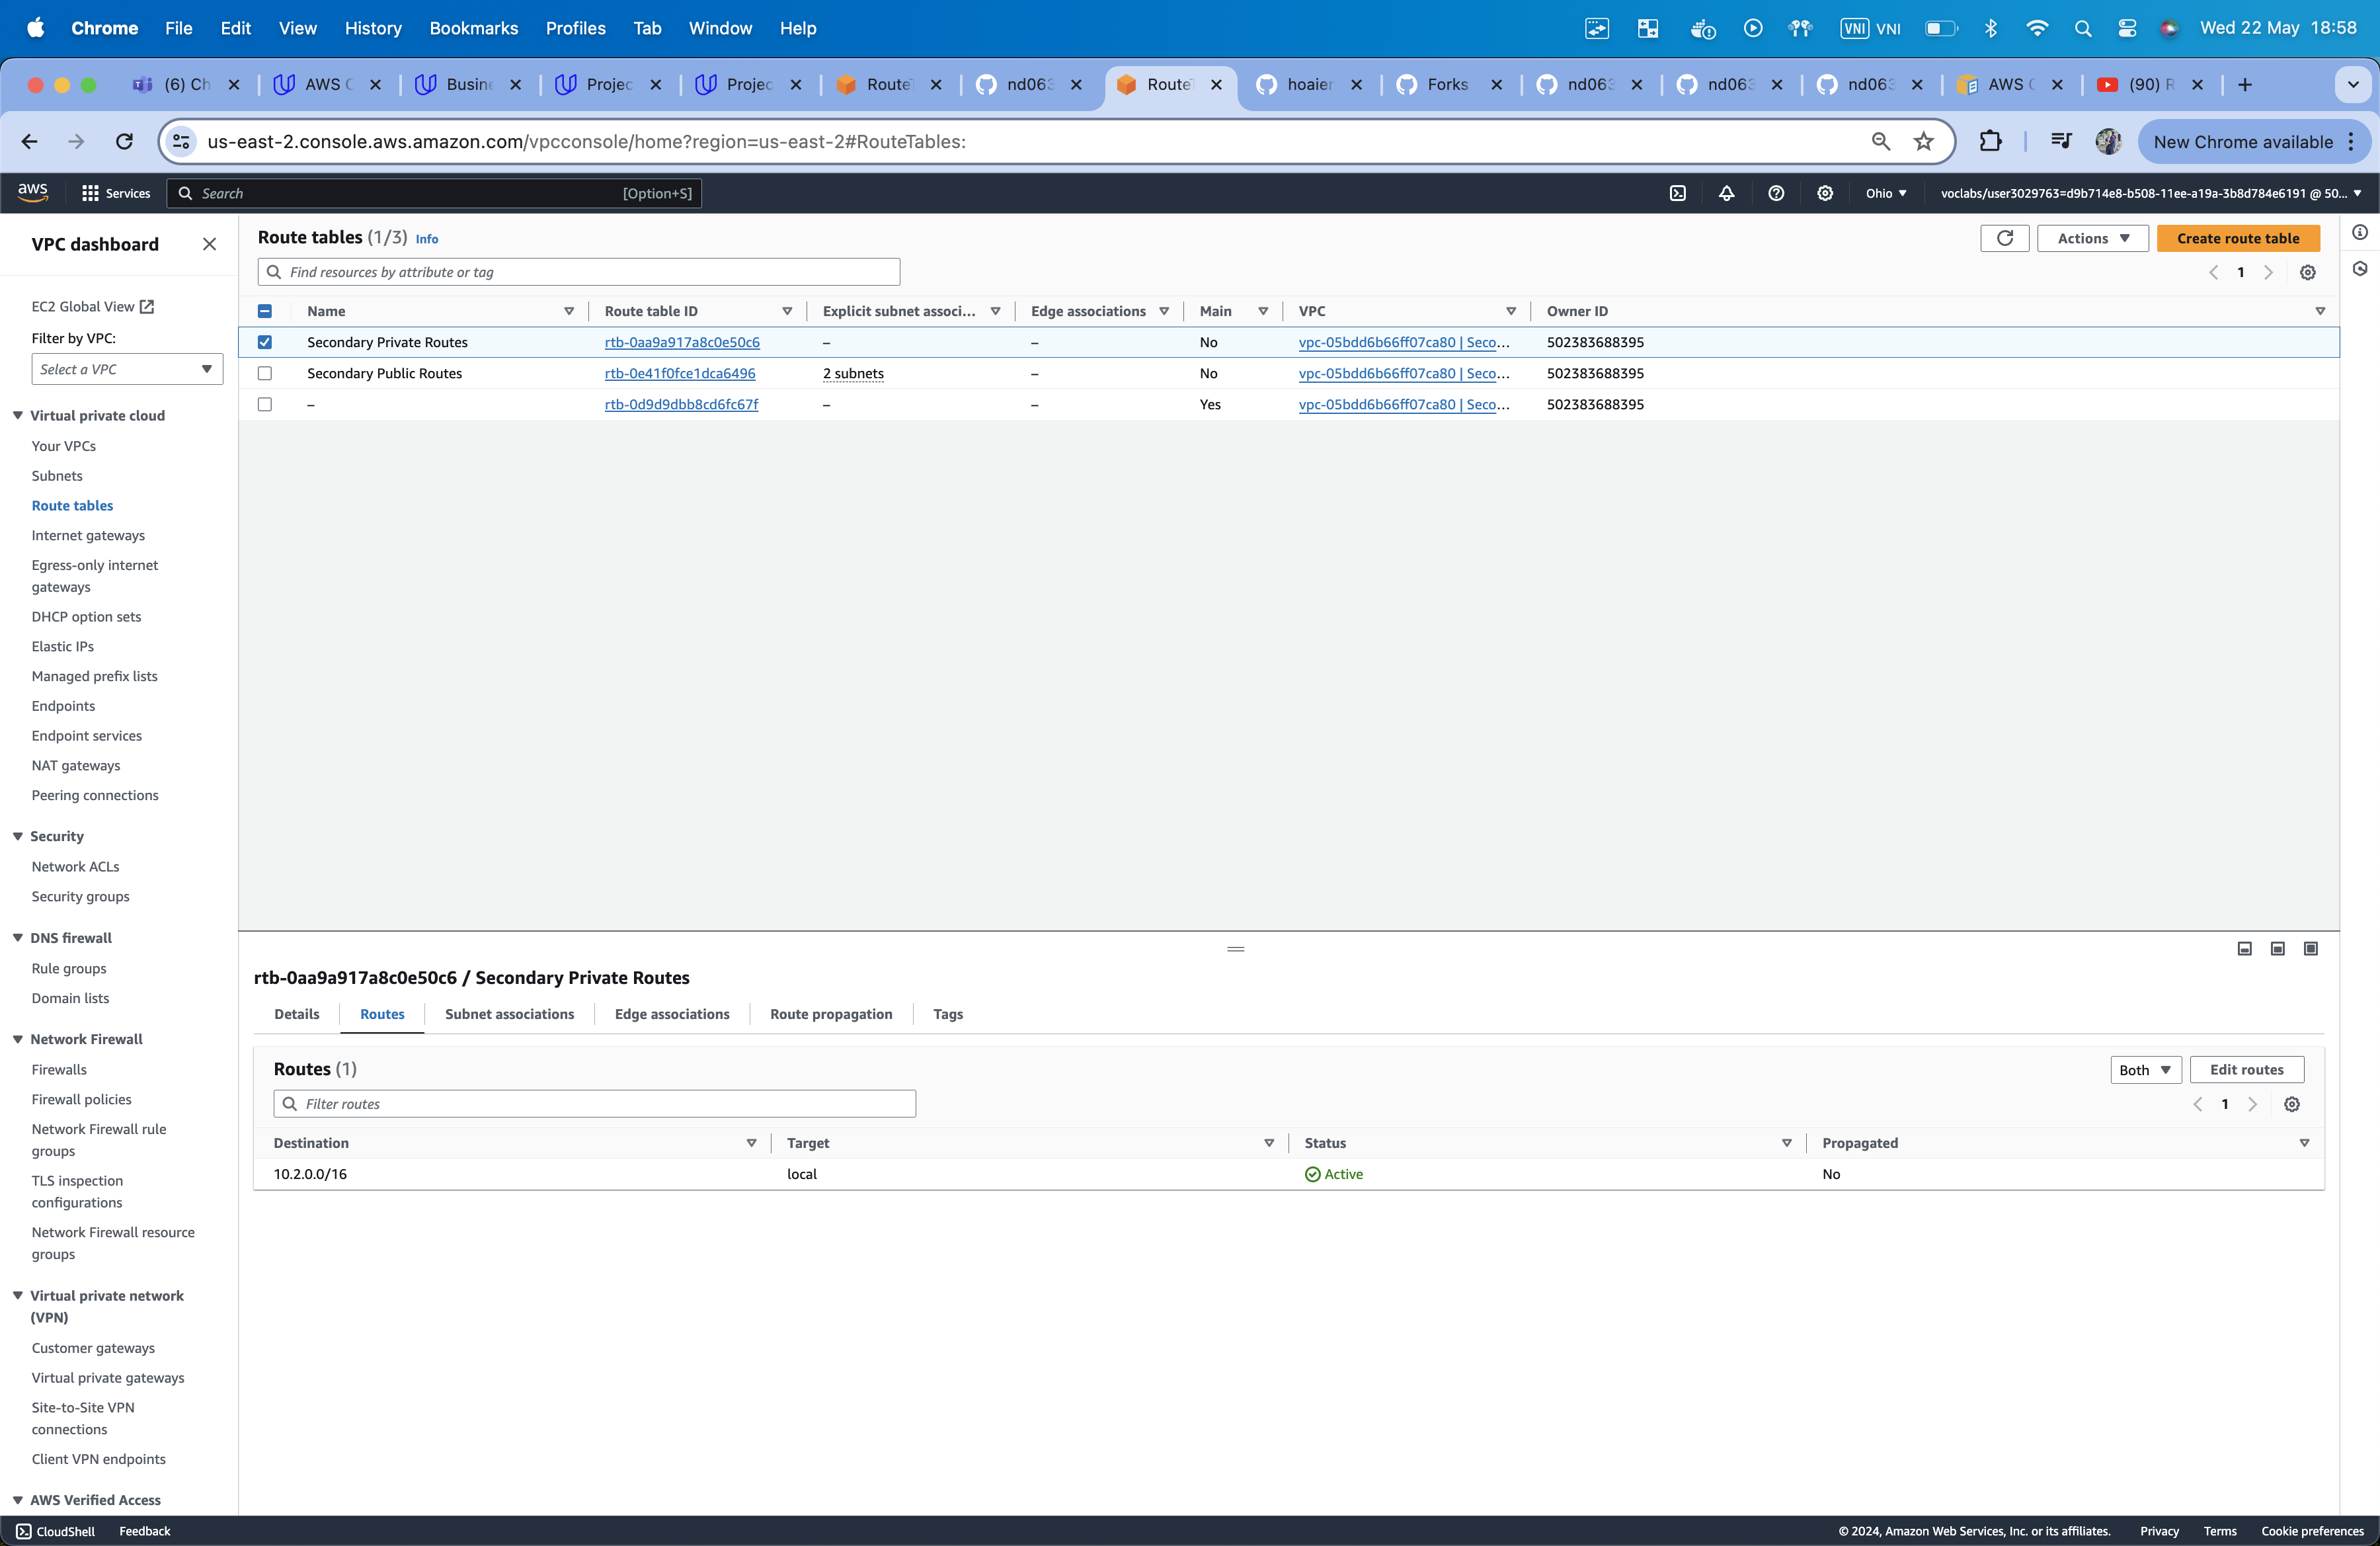 Chrome File Edit View History Bookmarks Profiles Tab Window Help VNI VNI Wed 22 May 18:58
(6) Ch AWS C Busine Projec Projec Route nd063 Route hoaier Forks nd063 nd063 nd063 AWS C (90) R
us-east-2.console.aws.amazon.com/vpcconsole/home?region=us-east-2#RouteTables: New Chrome available
aws Services Search [Option+S] Ohio voclabs/user3029763=d9b714e8-b508-11ee-a19a-3b8d784e6191 @ 50...
VPC dashboard
EC2 Global View
Filter by VPC:
Select a VPC
Virtual private cloud
Your VPCs
Subnets
Route tables
Internet gateways
Egress-only internet
gateways
DHCP option sets
Elastic IPs
Managed prefix lists
Endpoints
Endpoint services
NAT gateways
Peering connections
Security
Network ACLs
Security groups
DNS firewall
Rule groups
Domain lists
Network Firewall
Firewalls
Firewall policies
Network Firewall rule
groups
TLS inspection
configurations
Network Firewall resource
groups
Virtual private network
(VPN)
Customer gateways
Virtual private gateways
Site-to-Site VPN
connections
Client VPN endpoints
AWS Verified Access
Route tables (1/3) Info Actions Create route table
Find resources by attribute or tag 1
Name Route table ID Explicit subnet associ... Edge associations Main VPC Owner ID
Secondary Private Routes rtb-0aa9a917a8c0e50c6 – – No vpc-05bdd6b66ff07ca80 | Seco... 502383688395
Secondary Public Routes rtb-0e41f0fce1dca6496 2 subnets – No vpc-05bdd6b66ff07ca80 | Seco... 502383688395
– rtb-0d9d9dbb8cd6fc67f – – Yes vpc-05bdd6b66ff07ca80 | Seco... 502383688395
rtb-0aa9a917a8c0e50c6 / Secondary Private Routes
Details Routes Subnet associations Edge associations Route propagation Tags
Routes (1) Both Edit routes
Filter routes 1
Destination Target Status Propagated
10.2.0.0/16 local Active No
CloudShell Feedback © 2024, Amazon Web Services, Inc. or its affiliates. Privacy Terms Cookie preferences